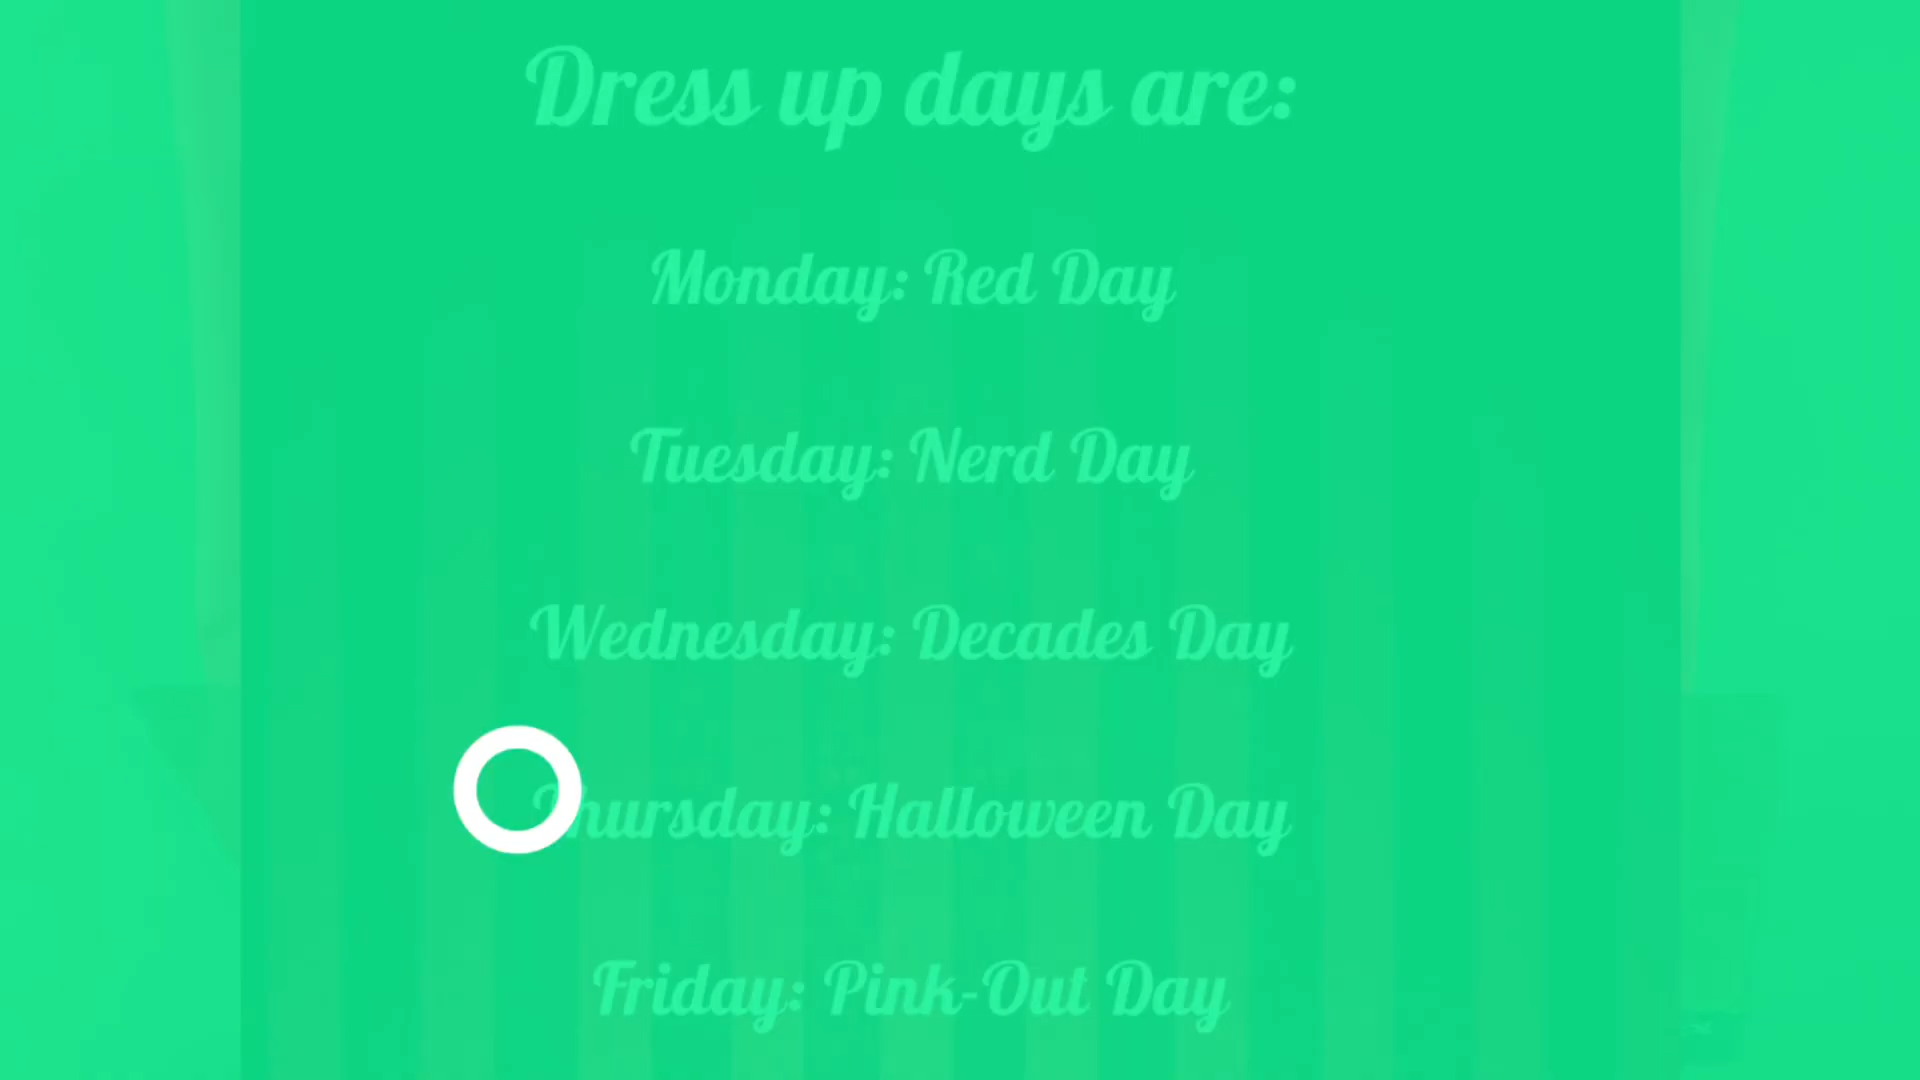 Dress up days are:
Monday: Red Day
Tuesday: Nerd Day
Wednesday: Decades Day
Thursday: Halloween Day
Friday: Pink-Out Day